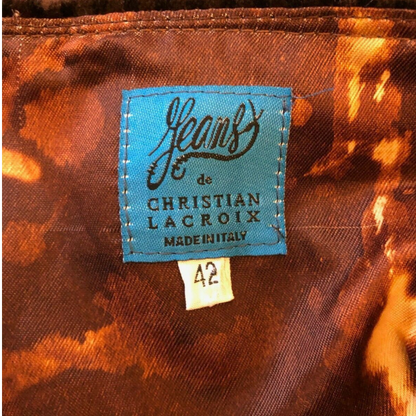 Jeans
de
CHRISTIAN
LACROIX
MADE IN ITALY
42